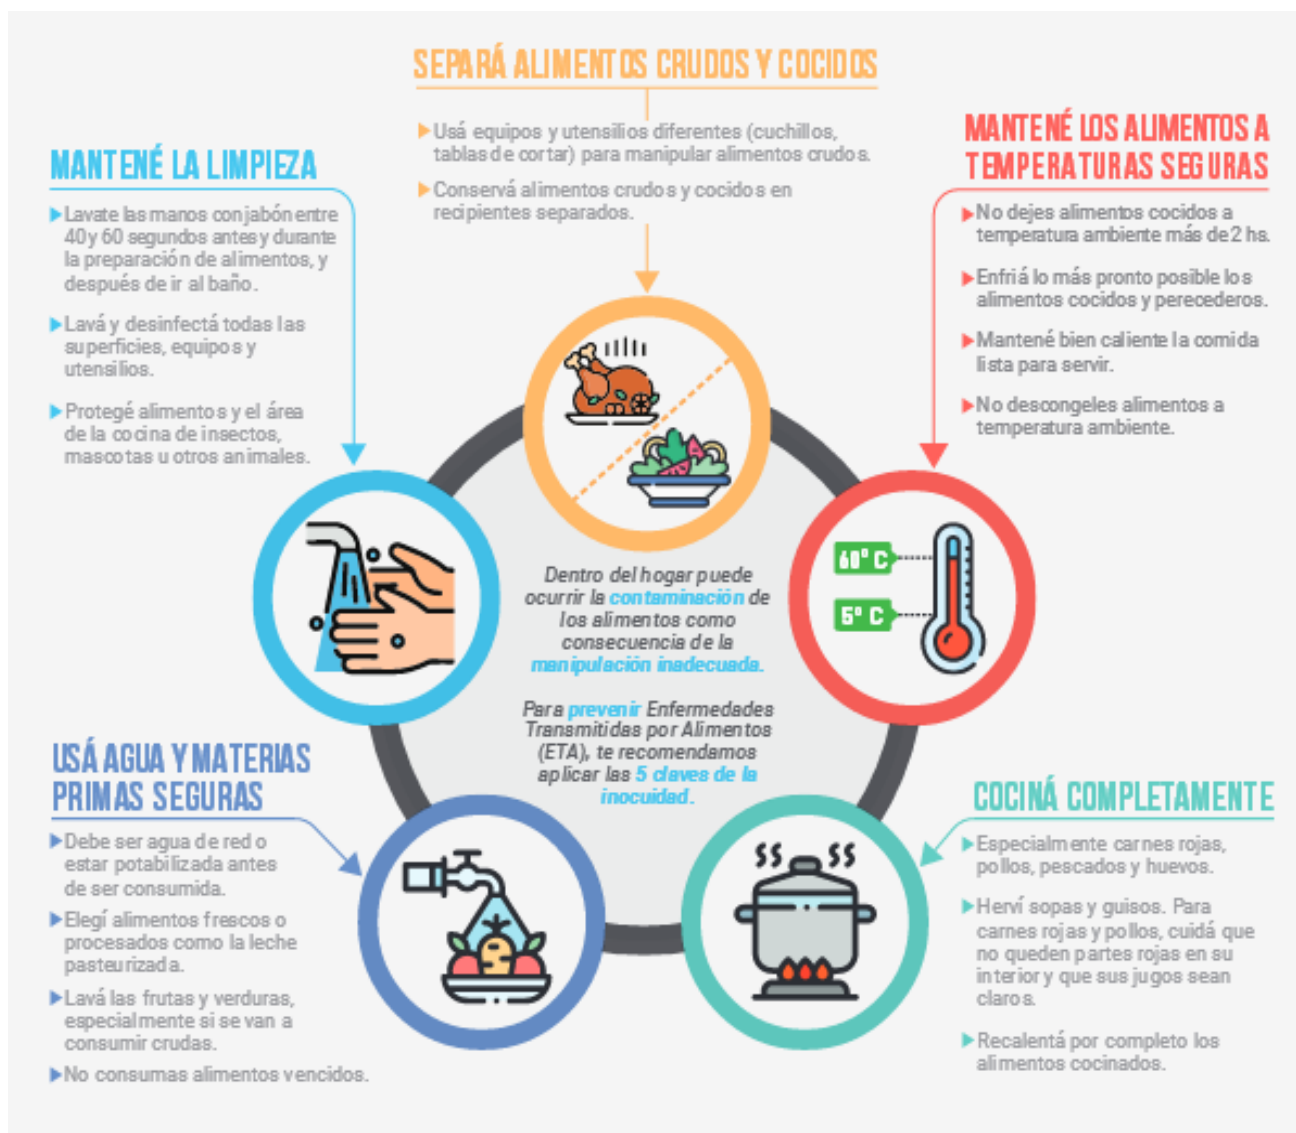 SEPARÁ ALIMENTOS CRUDOS Y COCIDOS
Usá equipos y utensilios diferentes (cuchillos,
tablas de cortar) para manipular alimentos crudos.
Conservá alimentos crudos y cocidos en
recipientes separados.
MANTENÉ LA LIMPIEZA
Lavate las manos con jabón entre
40 y 60 segundos antes y durante
la preparación de alimentos, y
después de ir al baño.
Lavá y desinfectá todas las
superficies, equipos y
utensilios.
Protegé alimentos y el área
de la cocina de insectos,
mascotas u otros animales.
MANTENÉ LOS ALIMENTOS A
TEMPERATURAS SEGURAS
No dejes alimentos cocidos a
temperatura ambiente más de 2 hs.
Enfriá lo más pronto posible los
alimentos cocidos y perecederos.
Mantené bien caliente la comida
lista para servir.
No descongeles alimentos a
temperatura ambiente.
60° C
5° C
Dentro del hogar puede
ocurrir la contaminación de
los alimentos como
consecuencia de la
manipulación inadecuada.
Para prevenir Enfermedades
Transmitidas por Alimentos
(ETA), te recomendamos
aplicar las 5 claves de la
inocuidad.
USÁ AGUA Y MATERIAS
PRIMAS SEGURAS
Debe ser agua de red o
estar potabilizada antes
de ser consumida.
Elegí alimentos frescos o
procesados como la leche
pasteurizada.
Lavá las frutas y verduras,
especialmente si se van a
consumir crudas.
No consumas alimentos vencidos.
COCINÁ COMPLETAMENTE
Especialmente carnes rojas,
pollos, pescados y huevos.
Herví sopas y guisos. Para
carnes rojas y pollos, cuidá que
no queden partes rojas en su
interior y que sus jugos sean
claros.
Recalentá por completo los
alimentos cocinados.